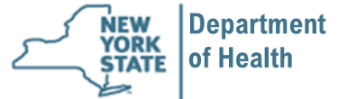 NEW
YORK
STATE
Department
of Health